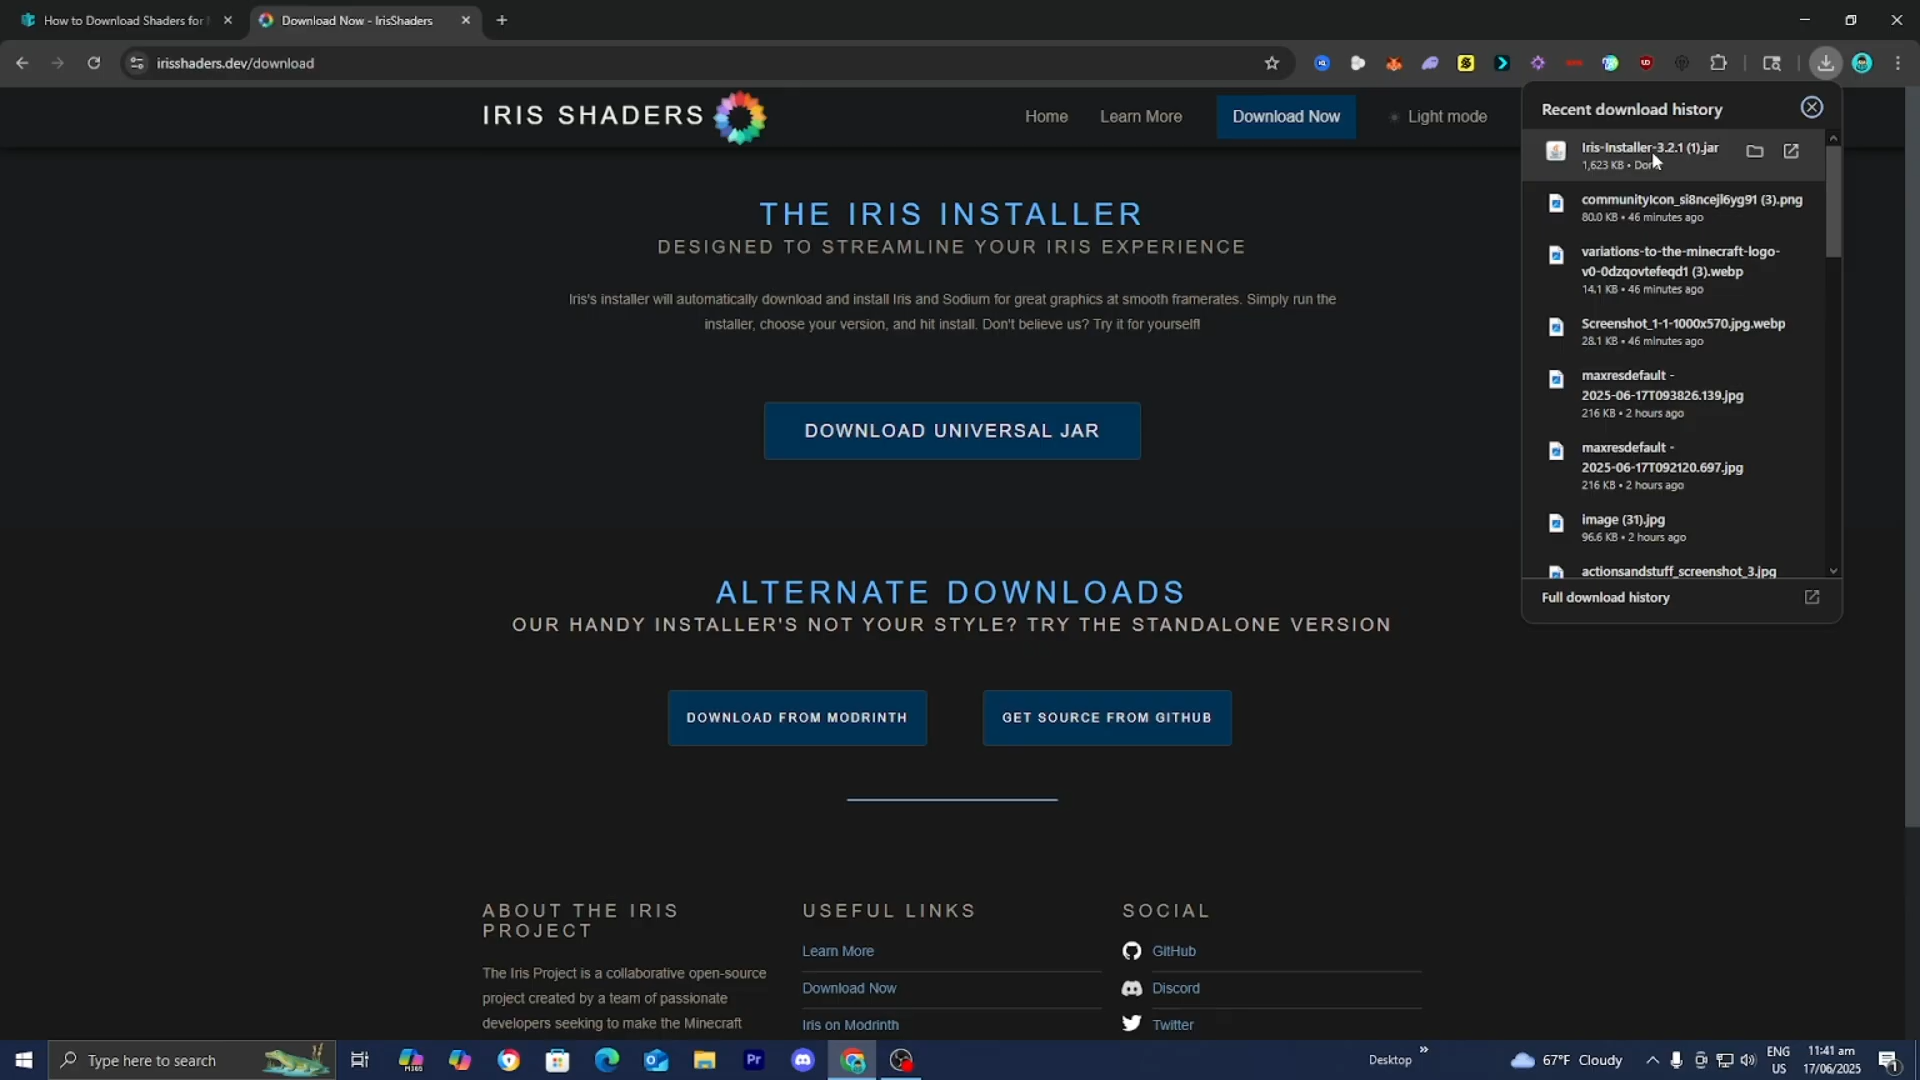 How to Download Shaders for
Download Now - IrisShaders
irisshaders.dev/download
IRIS SHADERS
Home
Learn More
Download Now
Light mode
Recent download history
Iris-Installer-3.2.1 (1).jar
1,623 KB • Don
communityIcon_si8ncejl6yg91 (3).png
80.0 KB • 46 minutes ago
variations-to-the-minecraft-logo-
v0-0dzqovtefeqd1 (3).webp
14.1 KB • 46 minutes ago
Screenshot_1-1-1000x570.jpg.webp
28.1 KB • 46 minutes ago
maxresdefault -
2025-06-17T093826.139.jpg
216 KB • 2 hours ago
maxresdefault -
2025-06-17T092120.697.jpg
216 KB • 2 hours ago
image (31).jpg
96.6 KB • 2 hours ago
actionsandstuff_screenshot_3.jpg
Full download history
THE IRIS INSTALLER
DESIGNED TO STREAMLINE YOUR IRIS EXPERIENCE
Iris's installer will automatically download and install Iris and Sodium for great graphics at smooth framerates. Simply run the
installer, choose your version, and hit install. Don't believe us? Try it for yourself!
DOWNLOAD UNIVERSAL JAR
ALTERNATE DOWNLOADS
OUR HANDY INSTALLER'S NOT YOUR STYLE? TRY THE STANDALONE VERSION
DOWNLOAD FROM MODRINTH
GET SOURCE FROM GITHUB
ABOUT THE IRIS
PROJECT
The Iris Project is a collaborative open-source
project created by a team of passionate
developers seeking to make the Minecraft
USEFUL LINKS
Learn More
Download Now
Iris on Modrinth
SOCIAL
GitHub
Discord
Twitter
Type here to search
Desktop
67°F Cloudy
ENG
US
11:41 am
17/06/2025